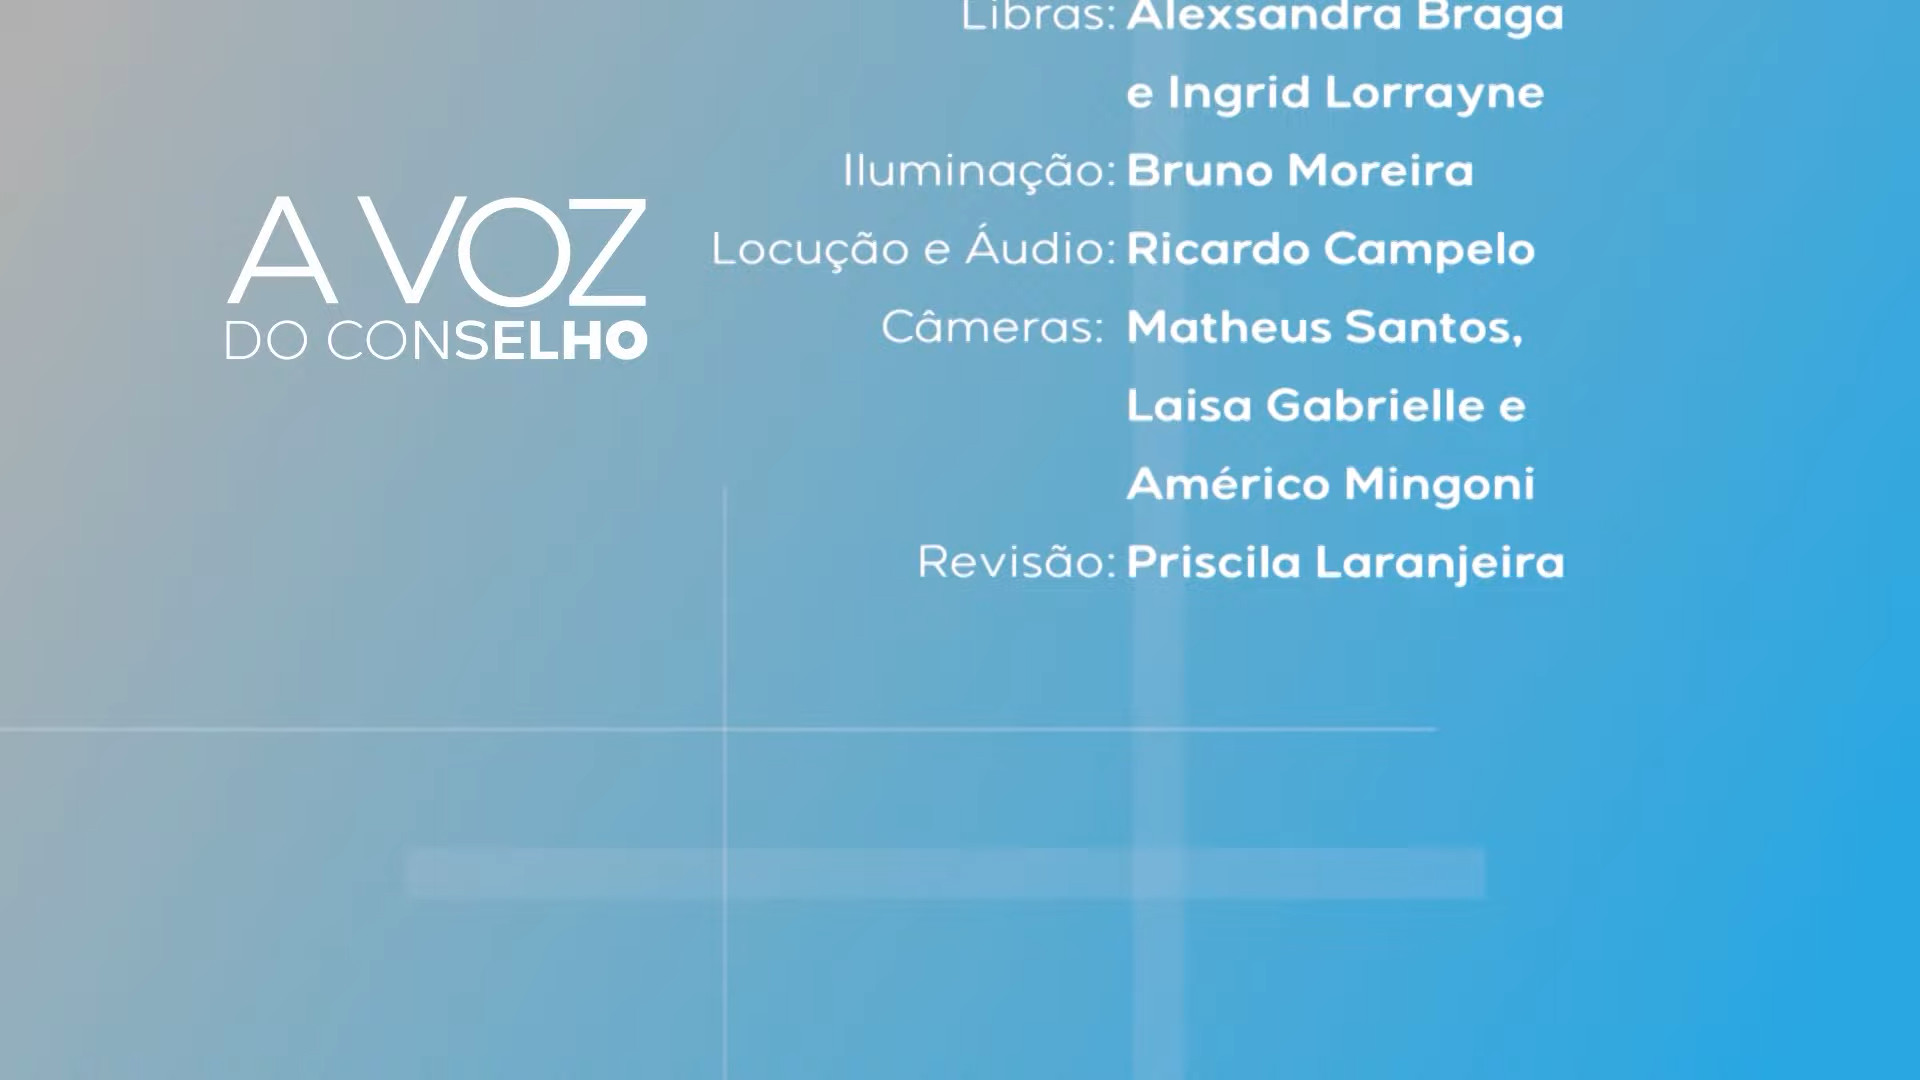 A VOZ
DO CONSELHO
Libras: Alexsandra Braga
e Ingrid Lorrayne
Iluminação: Bruno Moreira
Locução e Áudio: Ricardo Campelo
Câmeras: Matheus Santos,
Laisa Gabrielle e
Américo Mingoni
Revisão: Priscila Laranjeira